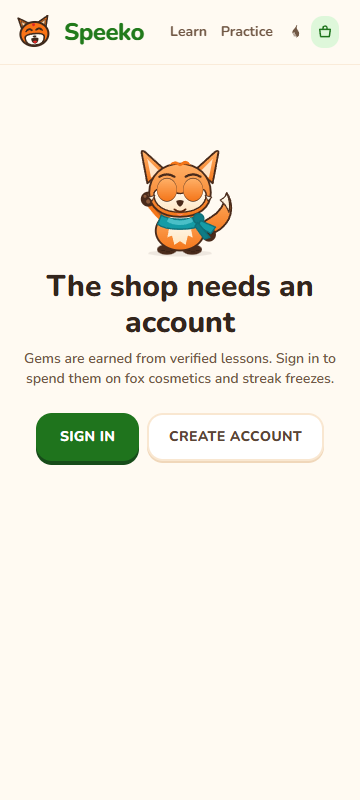 Speeko
Learn
Practice
The shop needs an
account
Gems are earned from verified lessons. Sign in to
spend them on fox cosmetics and streak freezes.
SIGN IN
CREATE ACCOUNT